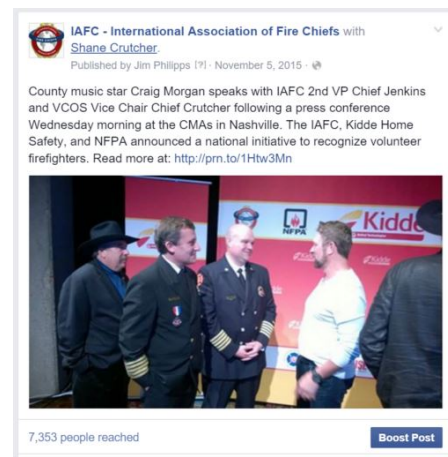 IAFC - International Association of Fire Chiefs with
Shane Crutcher.
Published by Jim Philipps [?] · November 5, 2015 ·
County music star Craig Morgan speaks with IAFC 2nd VP Chief Jenkins
and VCOS Vice Chair Chief Crutcher following a press conference
Wednesday morning at the CMAs in Nashville. The IAFC, Kidde Home
Safety, and NFPA announced a national initiative to recognize volunteer
firefighters. Read more at: http://prn.to/1Htw3Mn
NFPA
Kidde
7,353 people reached
Boost Post